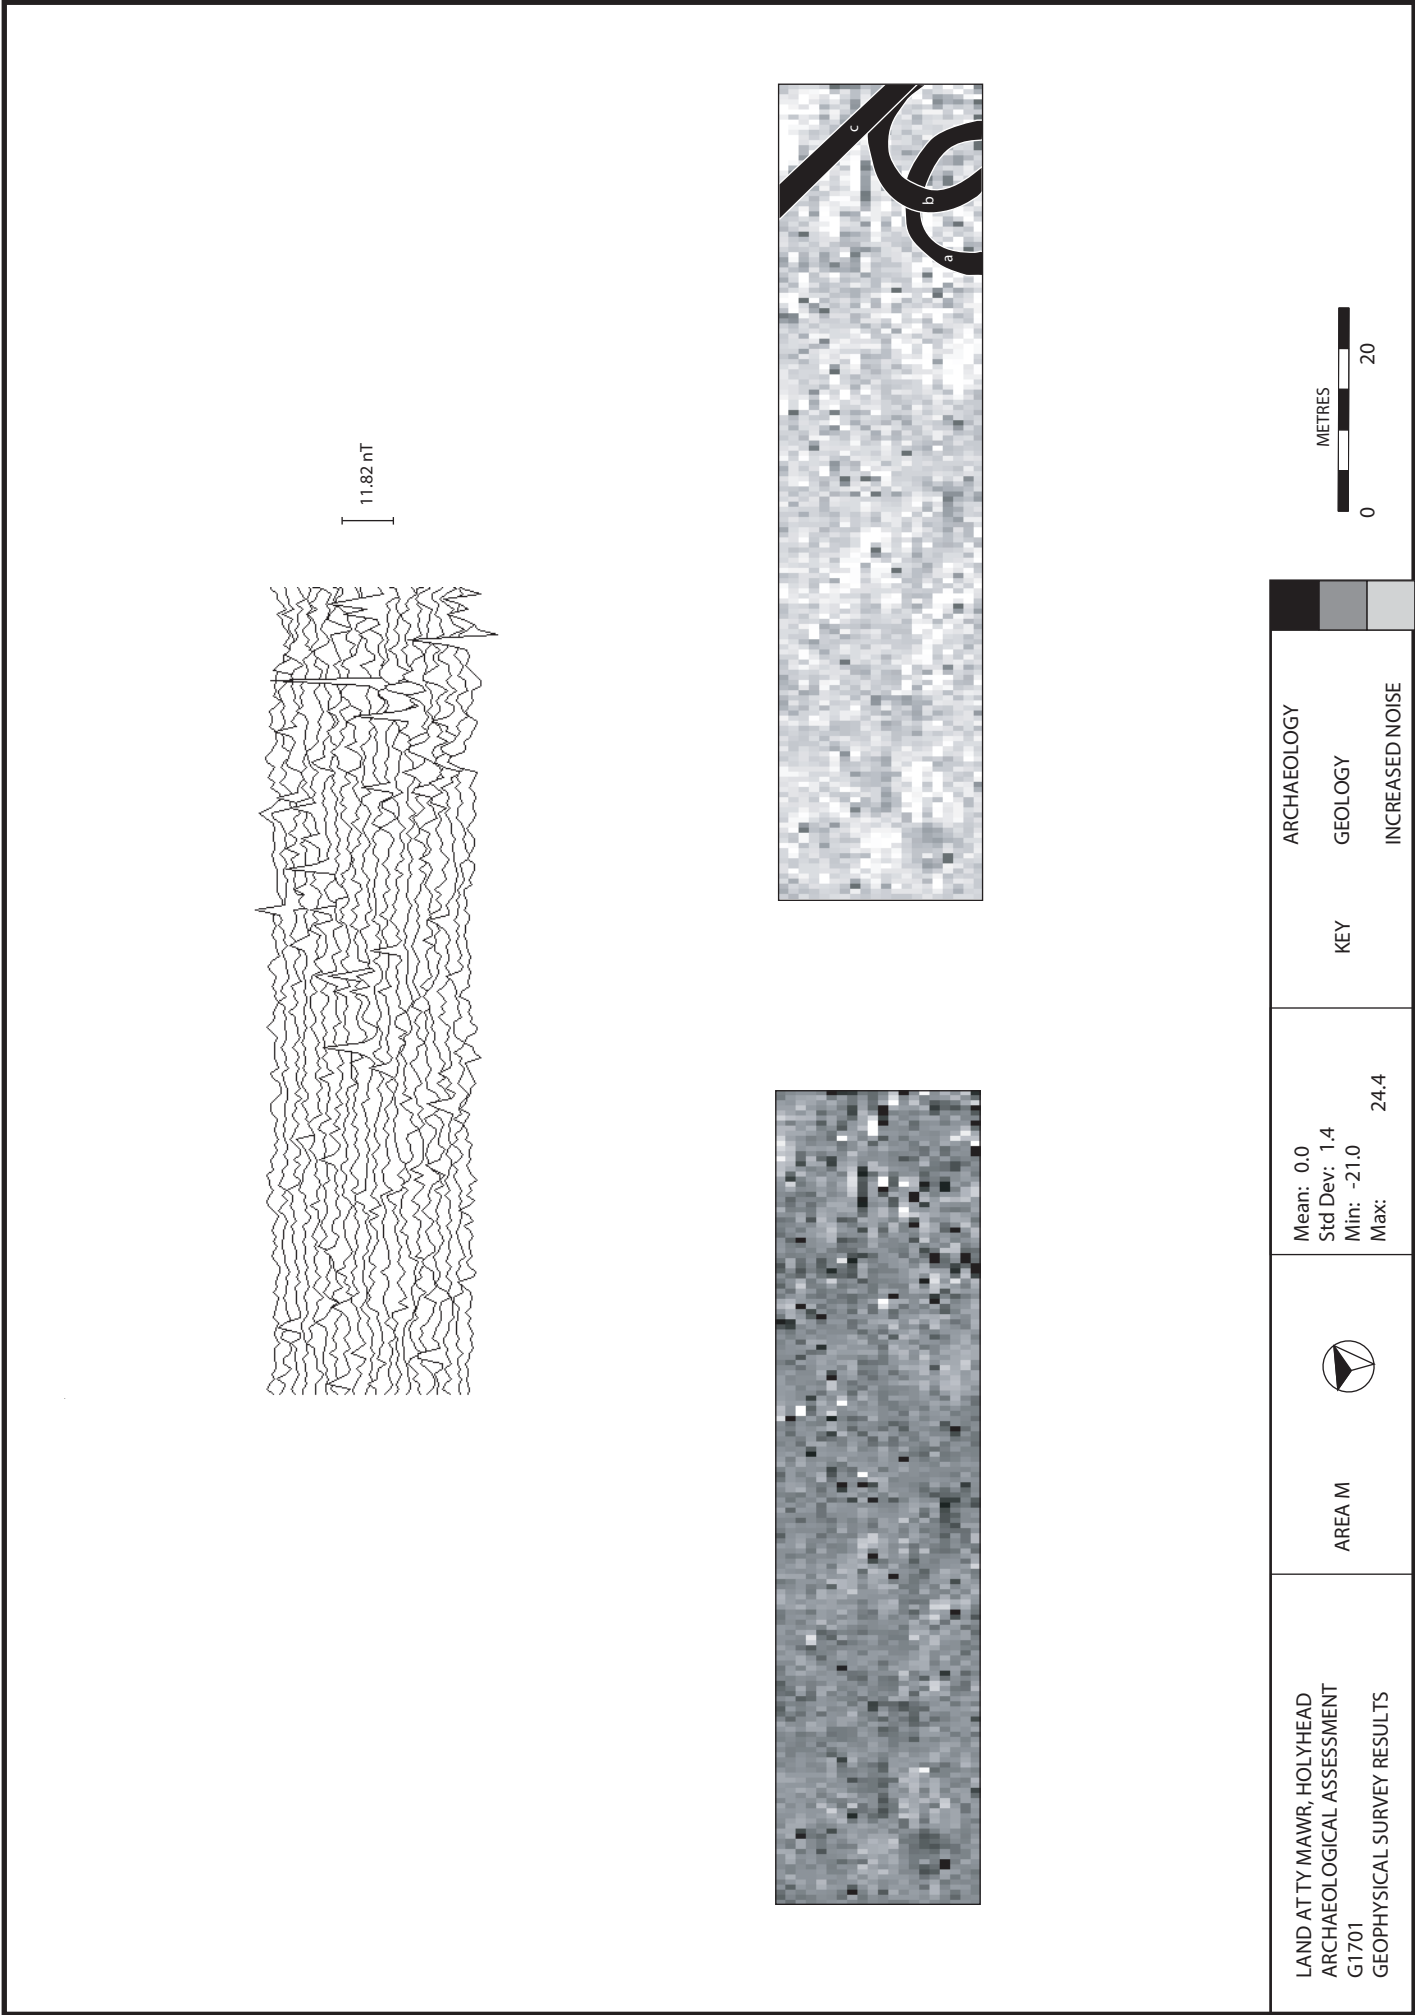 11.82 nT
c
b
a
METRES
0
20
LAND AT TY MAWR, HOLYHEAD
ARCHAEOLOGICAL ASSESSMENT
G1701
GEOPHYSICAL SURVEY RESULTS
AREA M
Mean: 0.0
Std Dev: 1.4
Min: -21.0
Max: 24.4
KEY
ARCHAEOLOGY
GEOLOGY
INCREASED NOISE